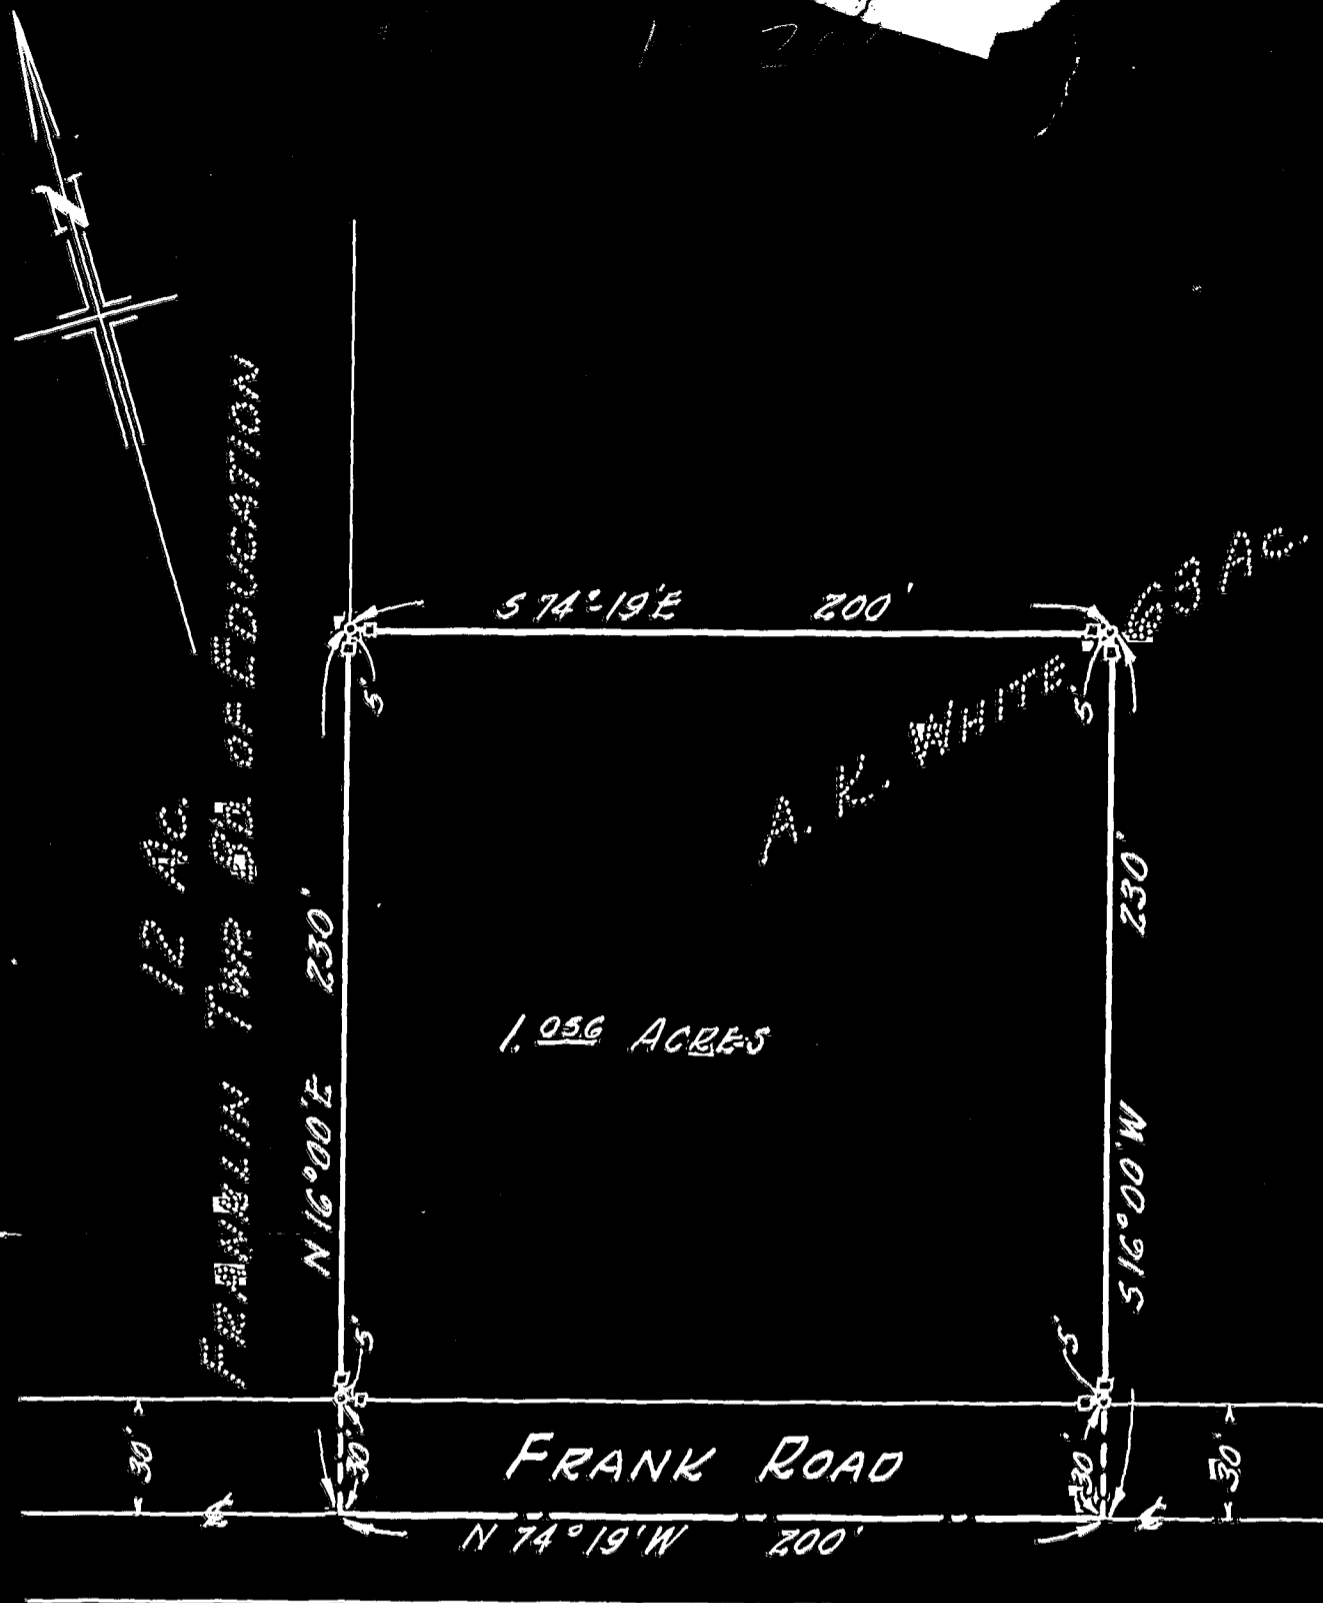 N
S 74°-19'E 200'
63 Ac.
A. K. WHITE
5'
5'
12 Ac.
FRANKLIN TWP. BD. OF EDUCATION
N 16°00'E 230'
230' S 16°00'W
1.056 ACRES
5'
5'
30'
30'
FRANK ROAD
30'
30'
N 74°19'W 200'